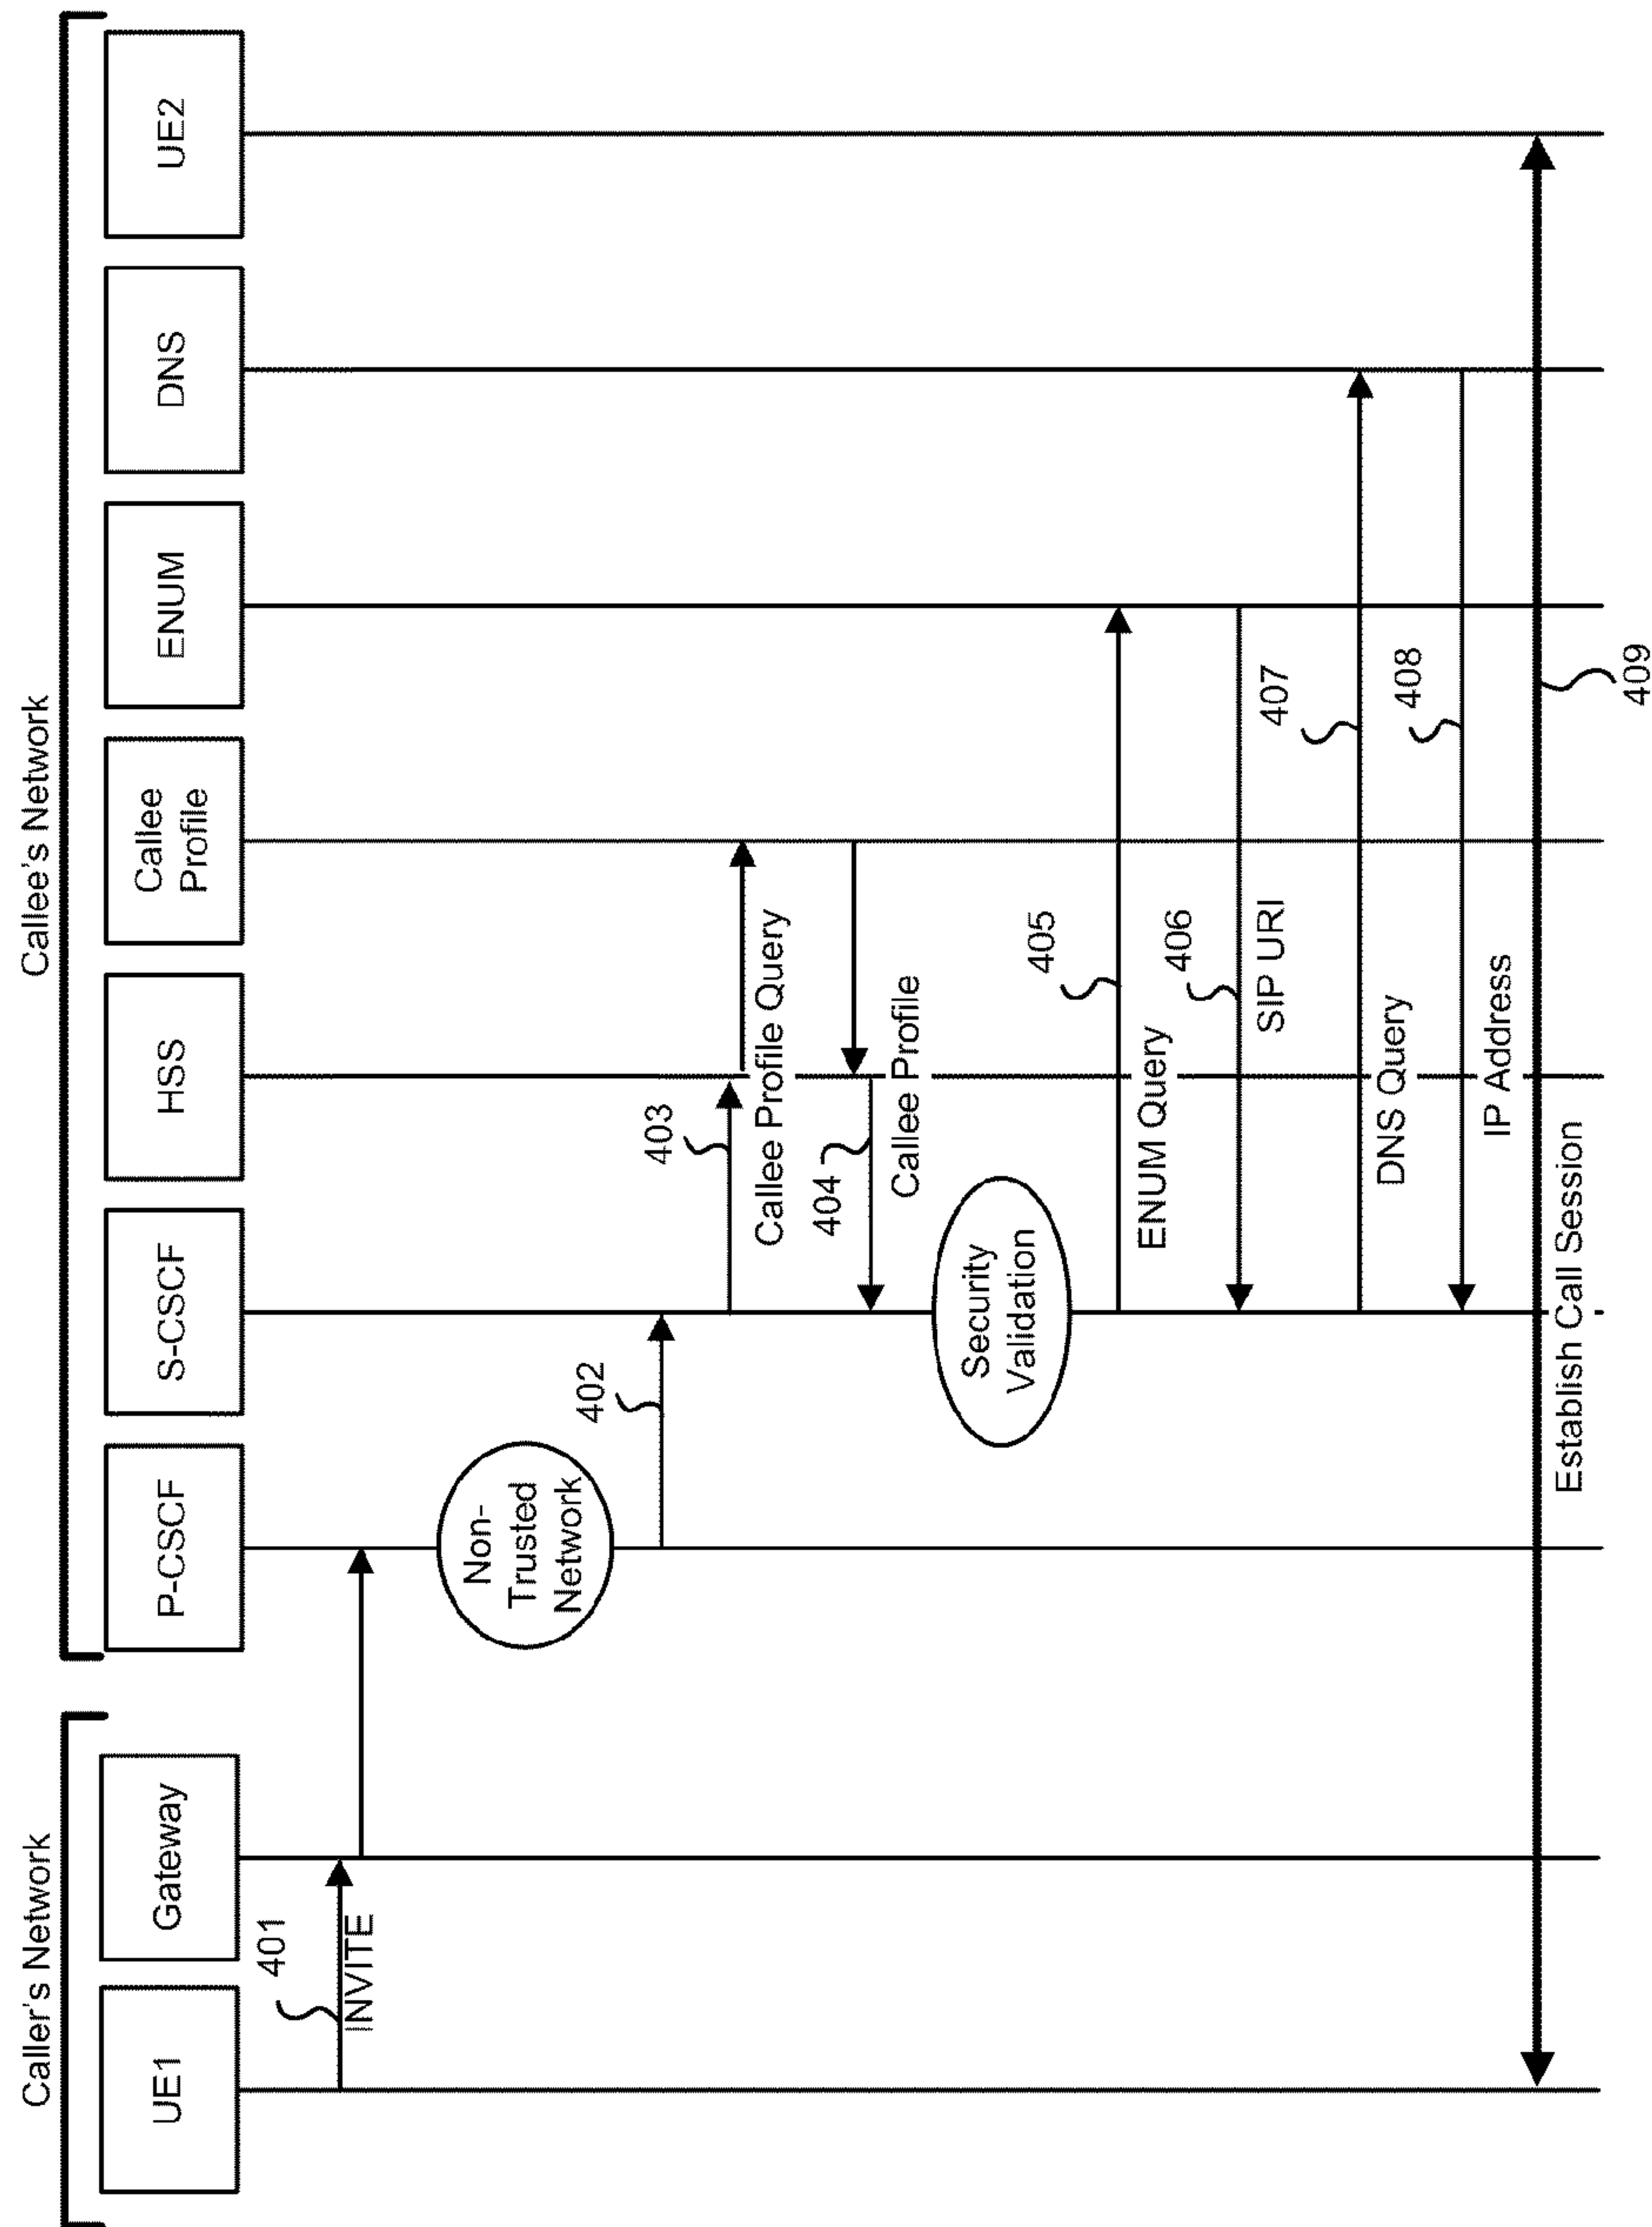 Caller's Network
Callee's Network
UE1
Gateway
P-CSCF
S-CSCF
HSS
Callee
Profile
ENUM
DNS
UE2
401
INVITE
Non-
Trusted
Network
402
403
Callee Profile Query
404
Callee Profile
Security
Validation
405
ENUM Query
406
SIP URI
407
DNS Query
408
IP Address
409
Establish Call Session